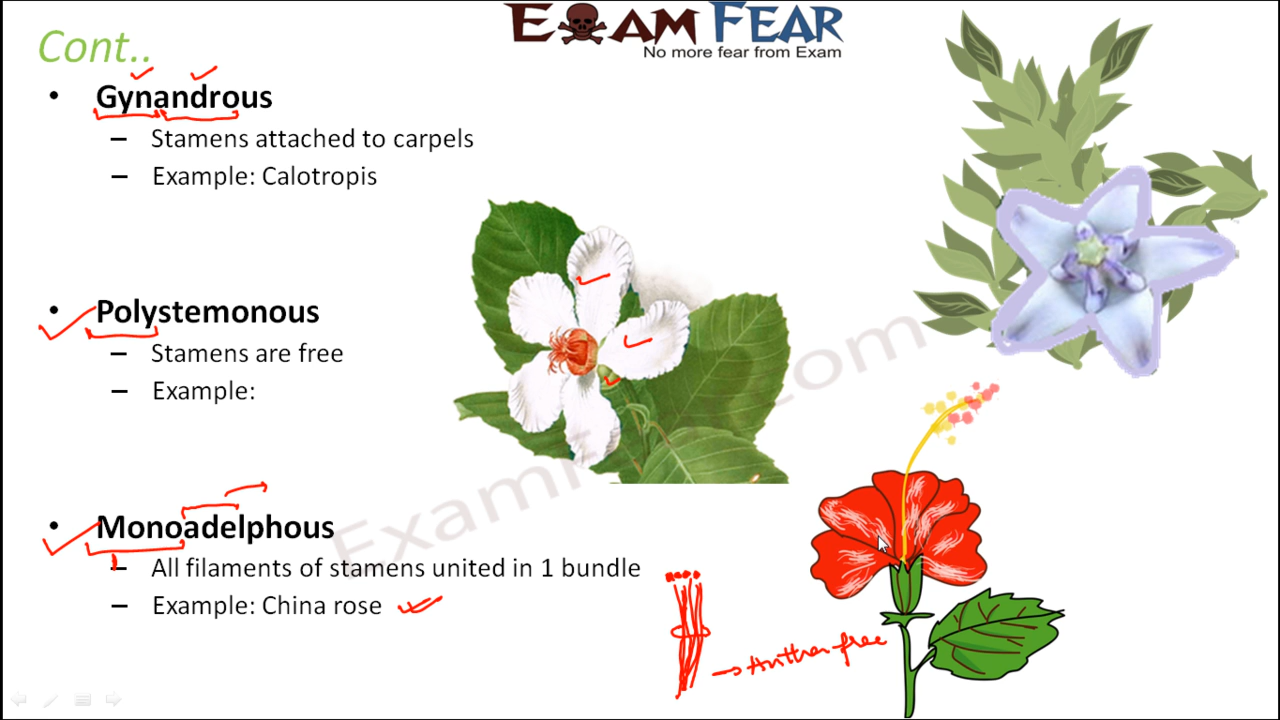 Cont..
EXAM FEAR
No more fear from Exam
• Gynandrous
– Stamens attached to carpels
– Example: Calotropis
• Polystemonous
– Stamens are free
– Example:
• Monoadelphous
– All filaments of stamens united in 1 bundle
– Example: China rose
→ Anther free